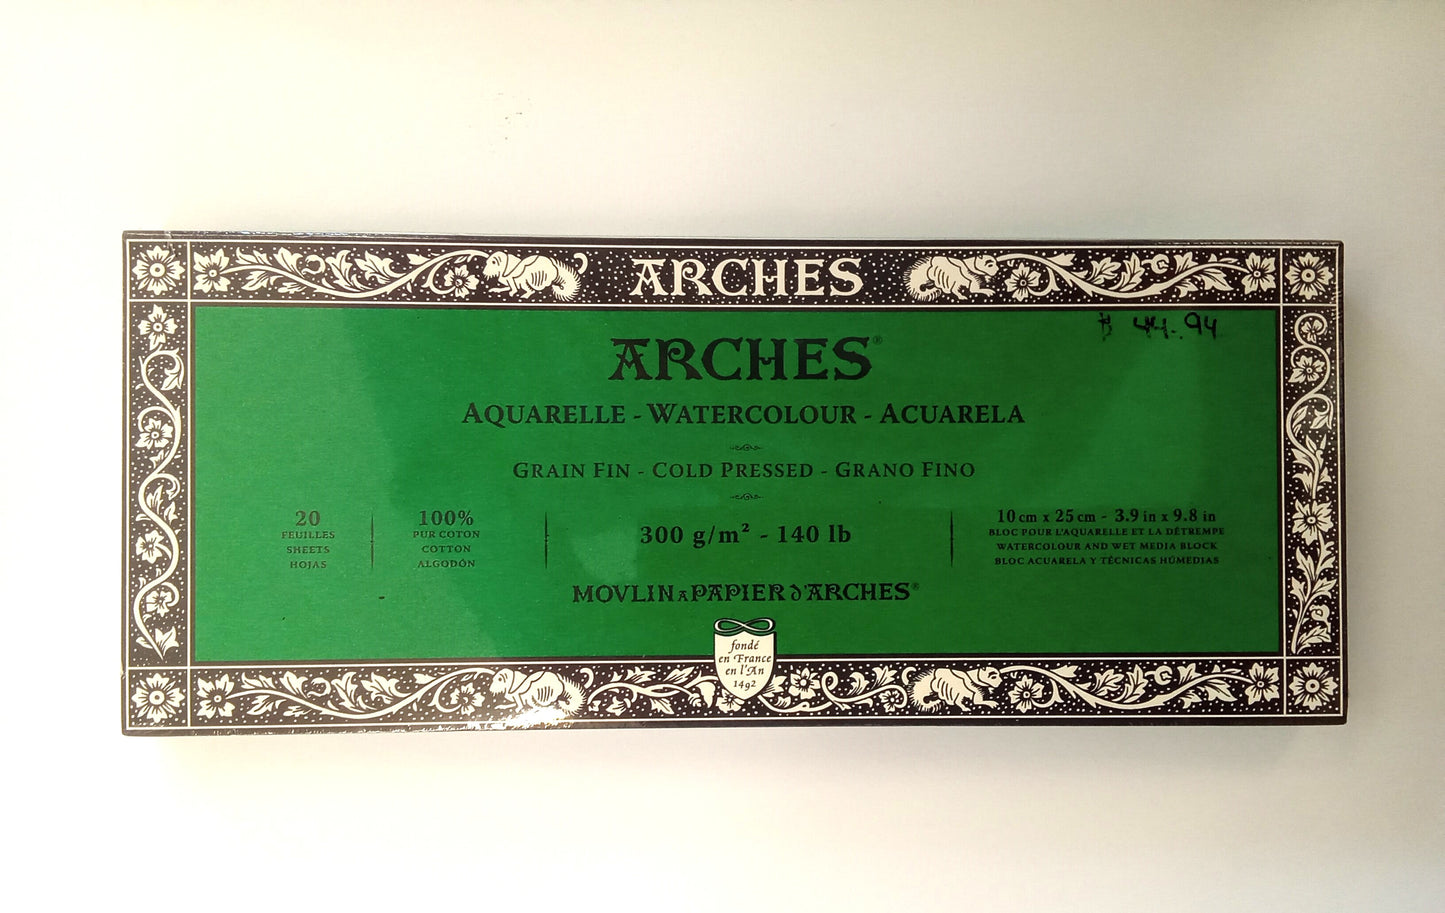 ARCHES
44.94
ARCHES®
AQUARELLE - WATERCOLOUR - ACUARELA
GRAIN FIN - COLD PRESSED - GRANO FINO
20
FEUILLES
SHEETS
HOJAS
100%
PUR COTON
COTTON
ALGODÓN
300 g/m² - 140 lb
10 cm x 25 cm - 3.9 in x 9.8 in
BLOC POUR L'AQUARELLE ET LA DÉTREMPE
WATERCOLOUR AND WET MEDIA BLOCK
BLOC ACUARELA Y TÉCNICAS HÚMEDIAS
MOVLIN A PAPIER D'ARCHES®
fondé
en France
en l'An
1492